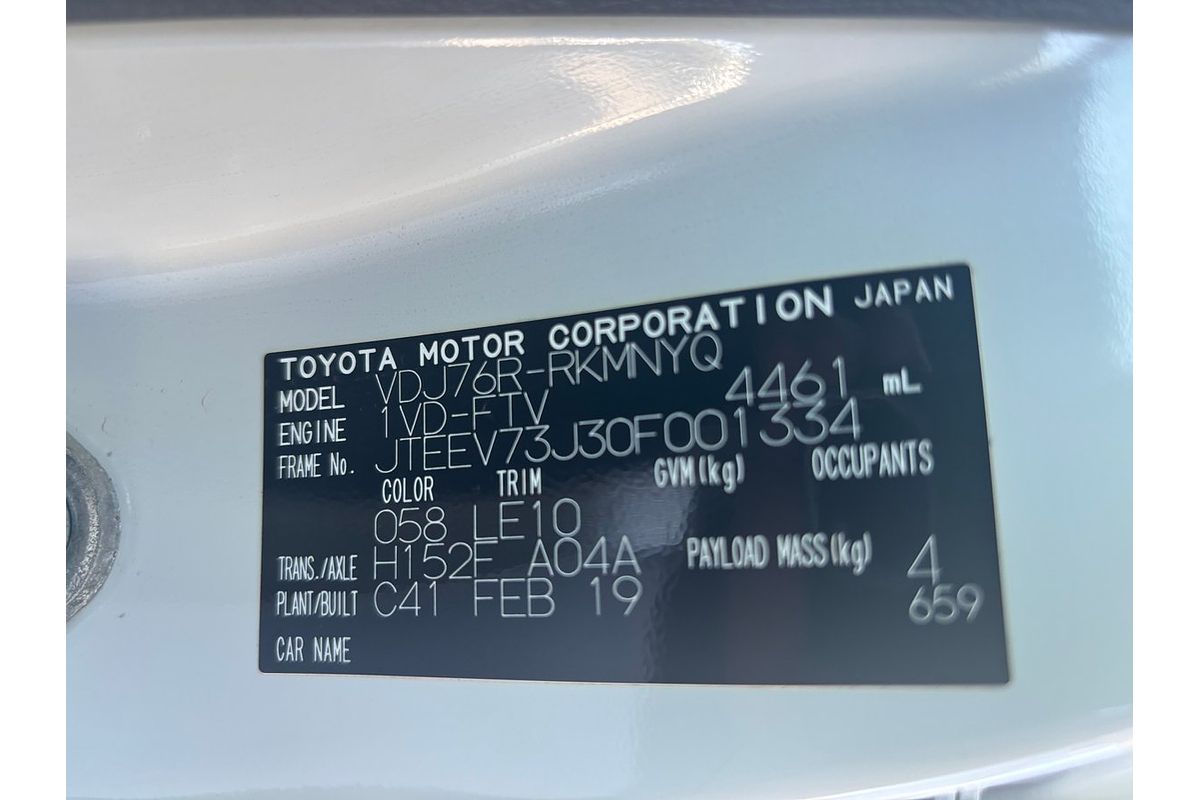 TOYOTA MOTOR CORPORATION JAPAN
MODEL VDJ76R-RKMNYQ
ENGINE 1VD-FTV 4461 mL
FRAME No. JTEEV73J30F001334
COLOR TRIM GVM(kg) OCCUPANTS
058 LE10
TRANS./AXLE H152F A04A PAYLOAD MASS(kg) 4
PLANT/BUILT C41 FEB 19 659
CAR NAME